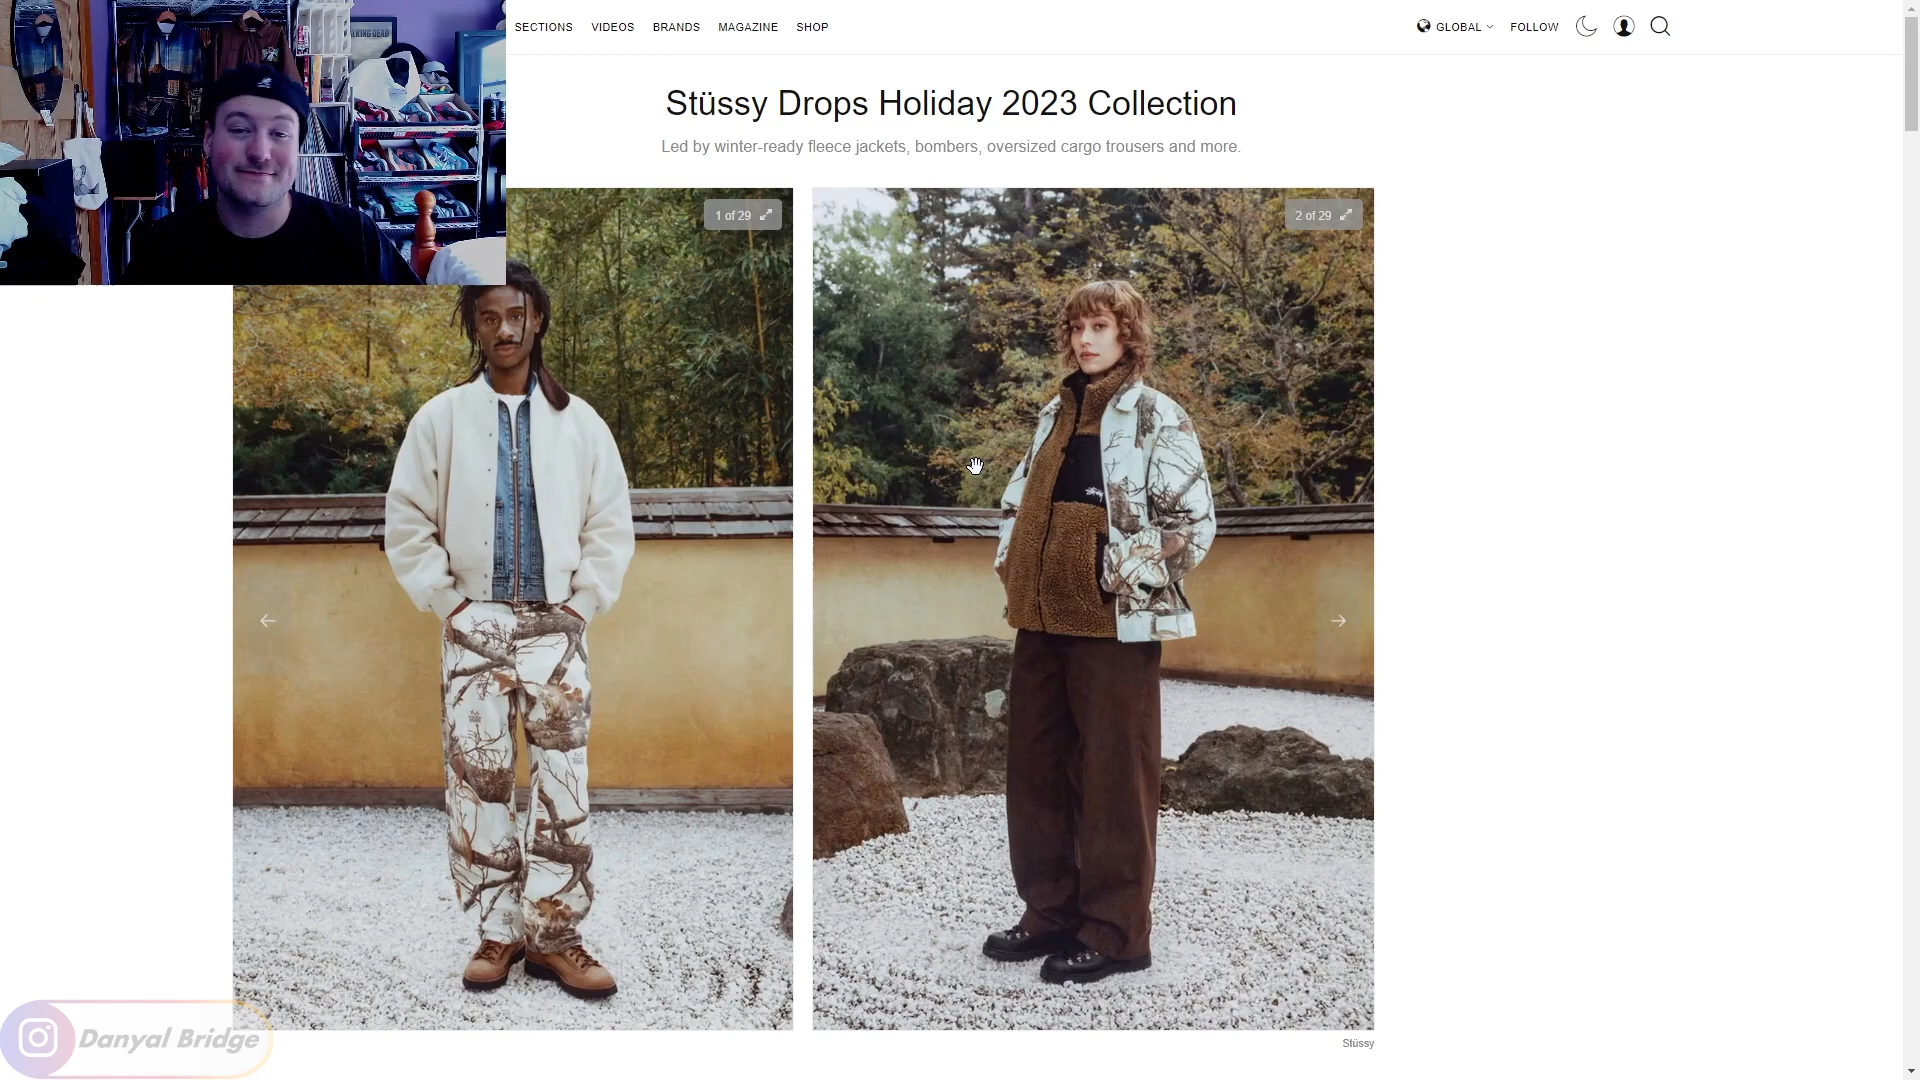 SECTIONS VIDEOS BRANDS MAGAZINE SHOP
GLOBAL FOLLOW
Stüssy Drops Holiday 2023 Collection
Led by winter-ready fleece jackets, bombers, oversized cargo trousers and more.
1 of 29
2 of 29
Stüssy
Danyal Bridge